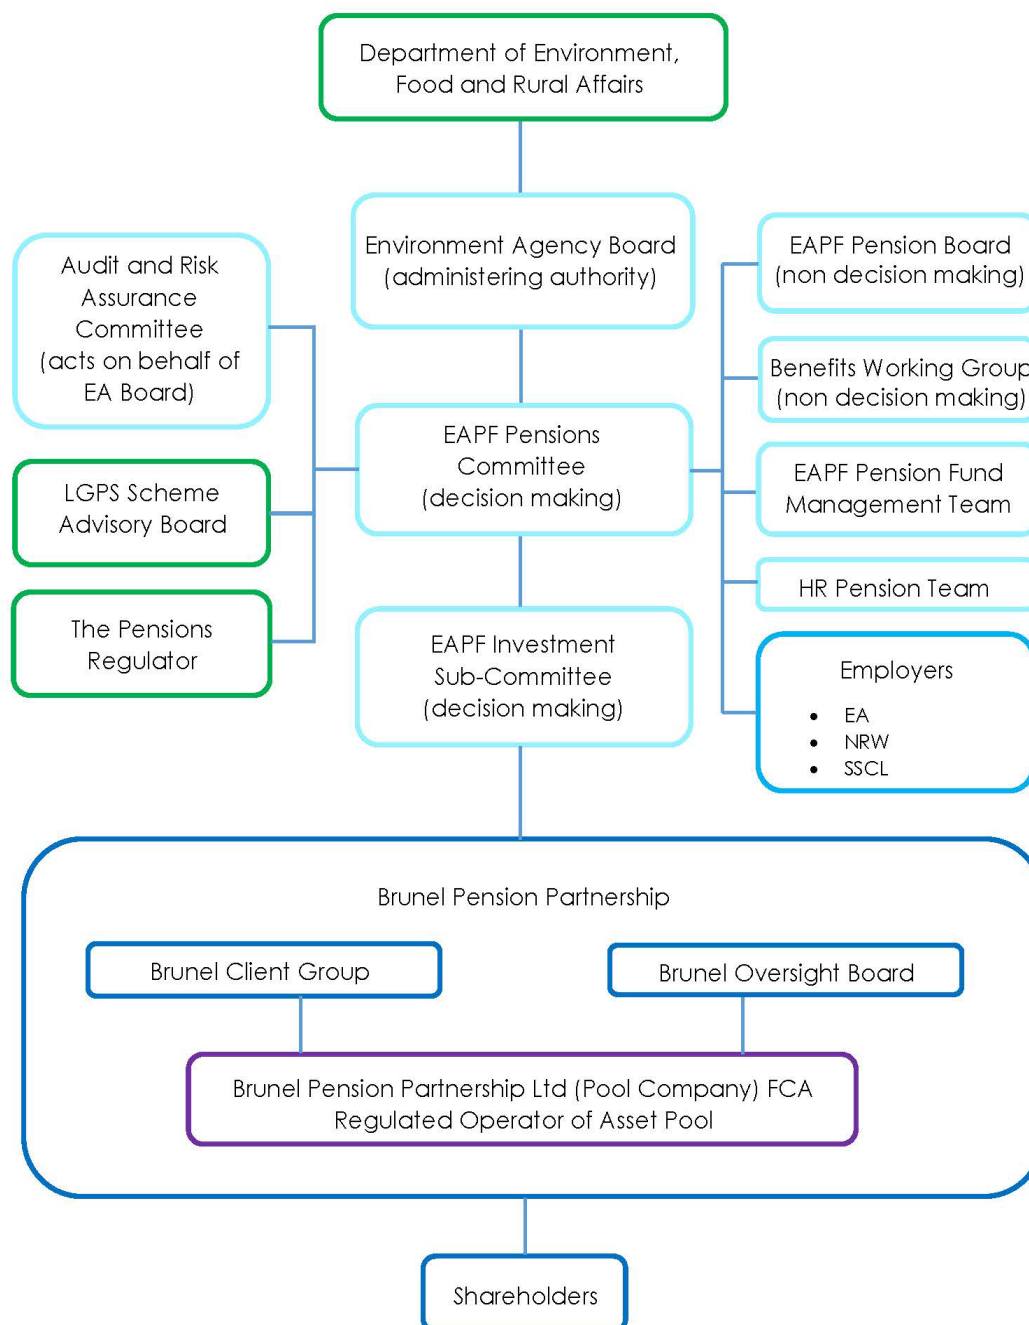 Department of Environment,
Food and Rural Affairs
Environment Agency Board
(administering authority)
Audit and Risk
Assurance
Committee
(acts on behalf of
EA Board)
LGPS Scheme
Advisory Board
The Pensions
Regulator
EAPF Pensions
Committee
(decision making)
EAPF Investment
Sub-Committee
(decision making)
EAPF Pension Board
(non decision making)
Benefits Working Group
(non decision making)
EAPF Pension Fund
Management Team
HR Pension Team
Employers
• EA
• NRW
• SSCL
Brunel Pension Partnership
Brunel Client Group
Brunel Oversight Board
Brunel Pension Partnership Ltd (Pool Company) FCA
Regulated Operator of Asset Pool
Shareholders